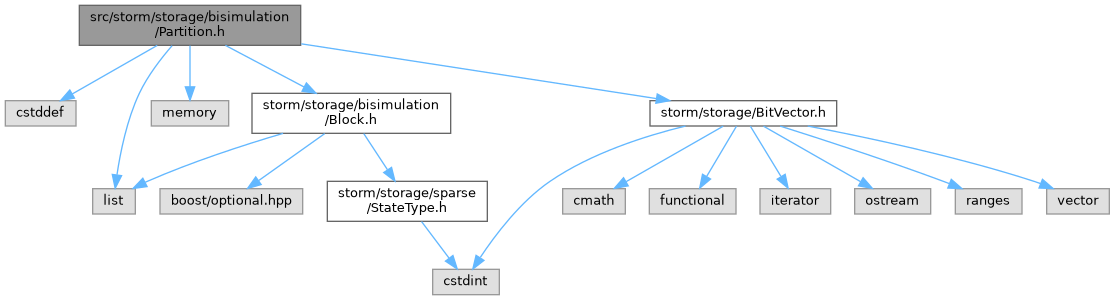 src/storm/storage/bisimulation
/Partition.h
cstddef
memory
storm/storage/bisimulation
/Block.h
storm/storage/BitVector.h
list
boost/optional.hpp
storm/storage/sparse
/StateType.h
cmath
functional
iterator
ostream
ranges
vector
cstdint